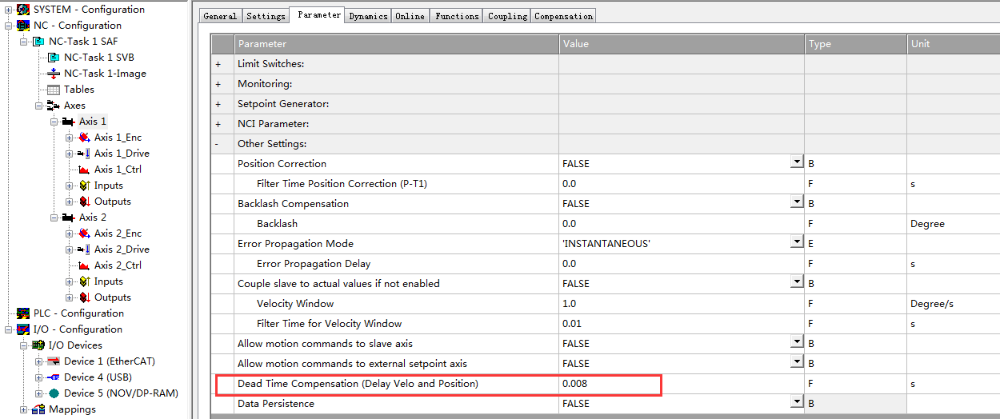 SYSTEM - Configuration
NC - Configuration
NC-Task 1 SAF
NC-Task 1 SVB
NC-Task 1-Image
Tables
Axes
Axis 1
Axis 1_Enc
Axis 1_Drive
Axis 1_Ctrl
Inputs
Outputs
Axis 2
Axis 2_Enc
Axis 2_Drive
Axis 2_Ctrl
Inputs
Outputs
PLC - Configuration
I/O - Configuration
I/O Devices
Device 1 (EtherCAT)
Device 4 (USB)
Device 5 (NOV/DP-RAM)
Mappings
General Settings Parameter Dynamics Online Functions Coupling Compensation
Parameter Value Type Unit
+ Limit Switches:
+ Monitoring:
+ Setpoint Generator:
+ NCI Parameter:
- Other Settings:
Position Correction FALSE B
Filter Time Position Correction (P-T1) 0.0 F s
Backlash Compensation FALSE B
Backlash 0.0 F Degree
Error Propagation Mode 'INSTANTANEOUS' E
Error Propagation Delay 0.0 F s
Couple slave to actual values if not enabled FALSE B
Velocity Window 1.0 F Degree/s
Filter Time for Velocity Window 0.01 F s
Allow motion commands to slave axis FALSE B
Allow motion commands to external setpoint axis FALSE B
Dead Time Compensation (Delay Velo and Position) 0.008 F s
Data Persistence FALSE B